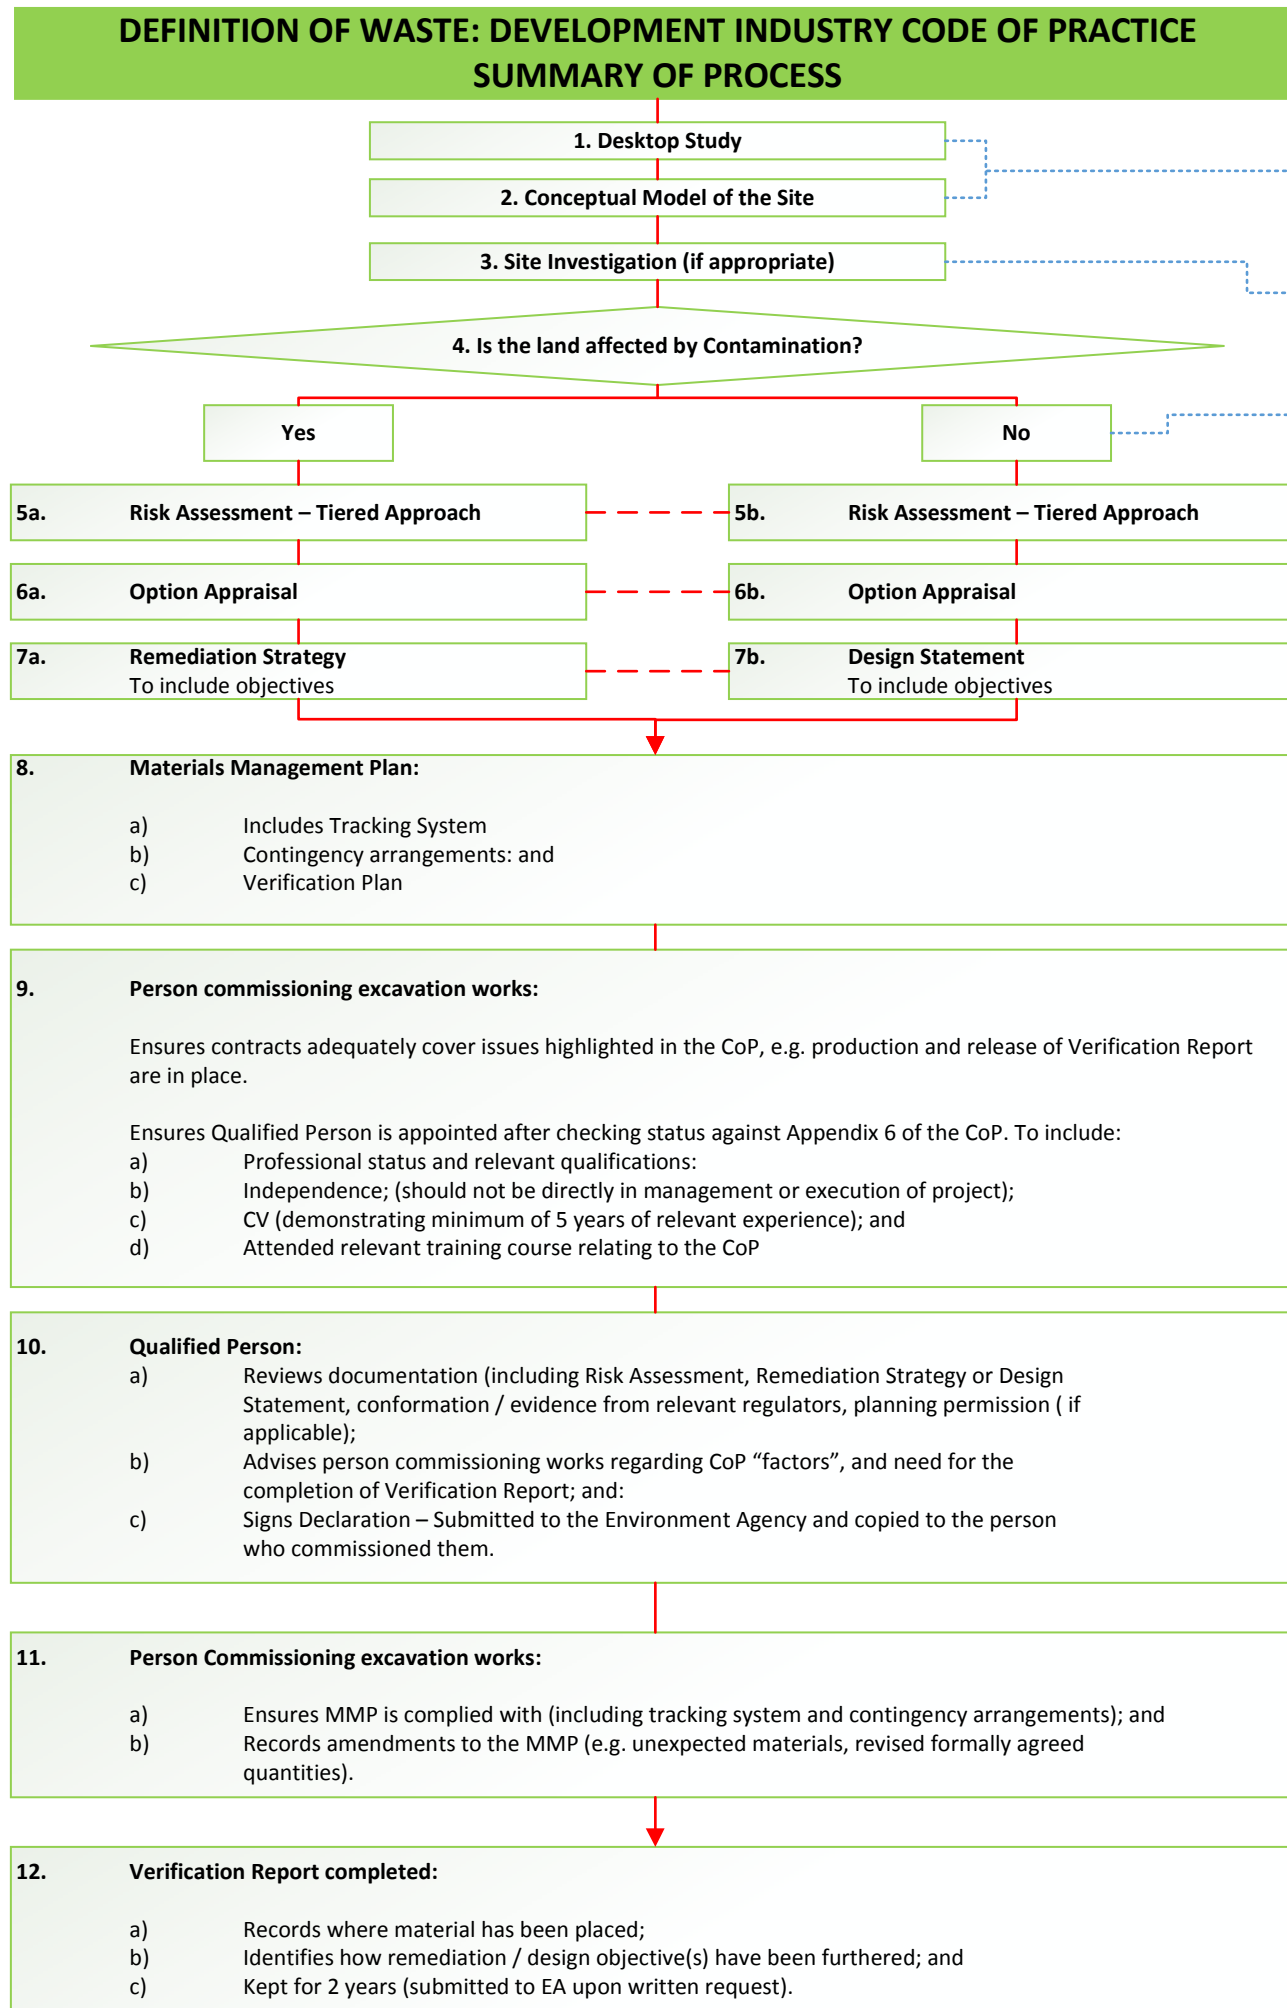 DEFINITION OF WASTE: DEVELOPMENT INDUSTRY CODE OF PRACTICE
SUMMARY OF PROCESS
1. Desktop Study
2. Conceptual Model of the Site
3. Site Investigation (if appropriate)
4. Is the land affected by Contamination?
Yes
No
5a. Risk Assessment – Tiered Approach
5b. Risk Assessment – Tiered Approach
6a. Option Appraisal
6b. Option Appraisal
7a. Remediation Strategy
To include objectives
7b. Design Statement
To include objectives
8. Materials Management Plan:
a) Includes Tracking System
b) Contingency arrangements: and
c) Verification Plan
9. Person commissioning excavation works:
Ensures contracts adequately cover issues highlighted in the CoP, e.g. production and release of Verification Report
are in place.
Ensures Qualified Person is appointed after checking status against Appendix 6 of the CoP. To include:
a) Professional status and relevant qualifications:
b) Independence; (should not be directly in management or execution of project);
c) CV (demonstrating minimum of 5 years of relevant experience); and
d) Attended relevant training course relating to the CoP
10. Qualified Person:
a) Reviews documentation (including Risk Assessment, Remediation Strategy or Design
Statement, conformation / evidence from relevant regulators, planning permission ( if
applicable);
b) Advises person commissioning works regarding CoP “factors”, and need for the
completion of Verification Report; and:
c) Signs Declaration – Submitted to the Environment Agency and copied to the person
who commissioned them.
11. Person Commissioning excavation works:
a) Ensures MMP is complied with (including tracking system and contingency arrangements); and
b) Records amendments to the MMP (e.g. unexpected materials, revised formally agreed
quantities).
12. Verification Report completed:
a) Records where material has been placed;
b) Identifies how remediation / design objective(s) have been furthered; and
c) Kept for 2 years (submitted to EA upon written request).